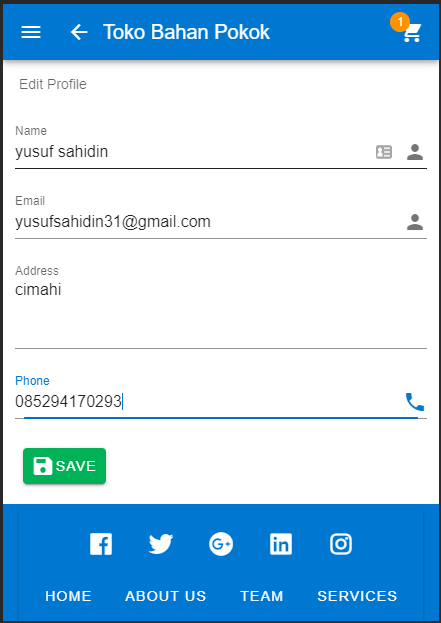 Toko Bahan Pokok
1
Edit Profile
Name
yusuf sahidin
Email
yusufsahidin31@gmail.com
Address
cimahi
Phone
085294170293
SAVE
HOME ABOUT US TEAM SERVICES